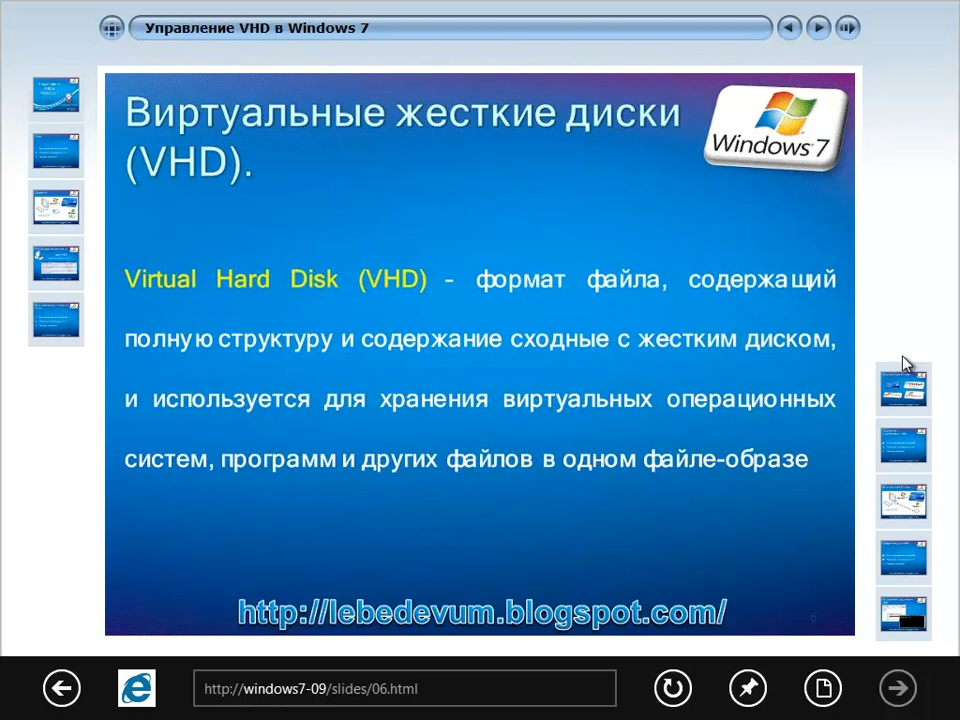 Управление VHD в Windows 7
Виртуальные жесткие диски
(VHD).
Windows 7
Virtual Hard Disk (VHD) - формат файла, содержащий
полную структуру и содержание сходные с жестким диском,
и используется для хранения виртуальных операционных
систем, программ и других файлов в одном файле-образе
http://lebedevum.blogspot.com/
6
http://windows7-09/slides/06.html